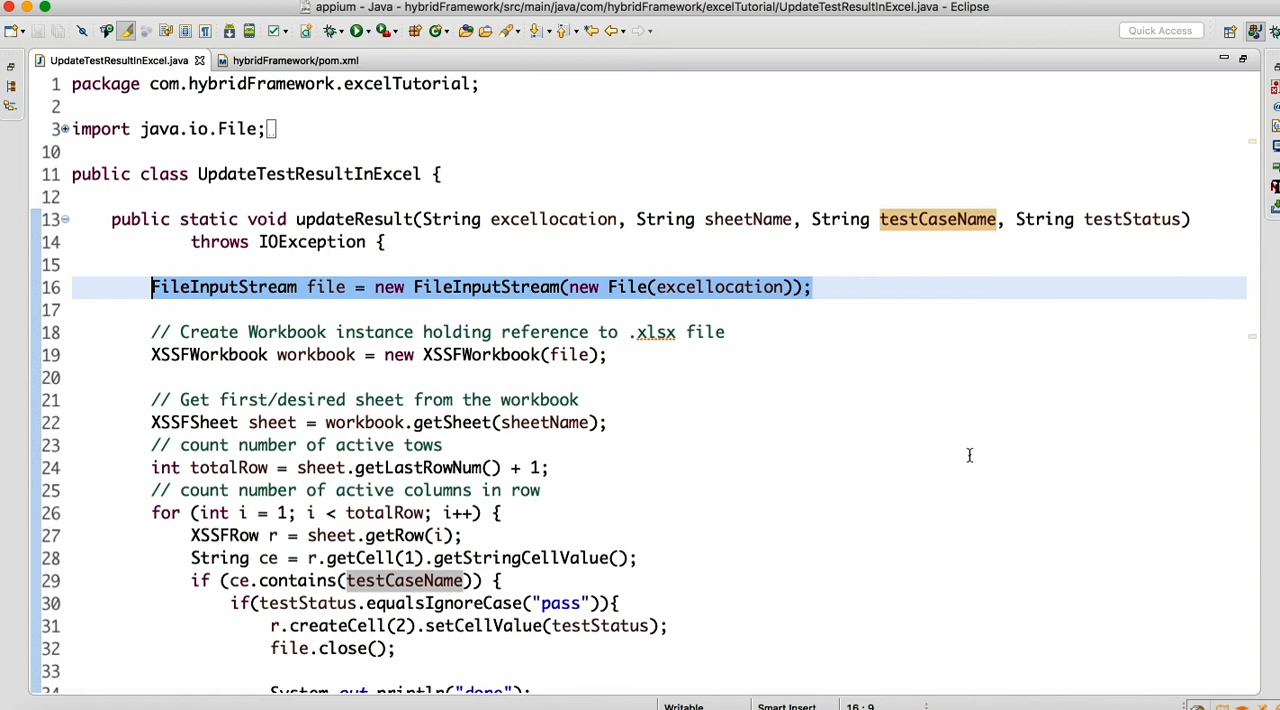 appium - Java - hybridFramework/src/main/java/com/hybridFramework/excelTutorial/UpdateTestResultInExcel.java - Eclipse
Quick Access
UpdateTestResultInExcel.java
hybridFramework/pom.xml
1 package com.hybridFramework.excelTutorial;
2
3 import java.io.File;
10
11 public class UpdateTestResultInExcel {
12
13 public static void updateResult(String excellocation, String sheetName, String testCaseName, String testStatus)
14 throws IOException {
15
16 FileInputStream file = new FileInputStream(new File(excellocation));
17
18 // Create Workbook instance holding reference to .xlsx file
19 XSSFWorkbook workbook = new XSSFWorkbook(file);
20
21 // Get first/desired sheet from the workbook
22 XSSFSheet sheet = workbook.getSheet(sheetName);
23 // count number of active tows
24 int totalRow = sheet.getLastRowNum() + 1;
25 // count number of active columns in row
26 for (int i = 1; i < totalRow; i++) {
27 XSSFRow r = sheet.getRow(i);
28 String ce = r.getCell(1).getStringCellValue();
29 if (ce.contains(testCaseName)) {
30 if(testStatus.equalsIgnoreCase("pass")){
31 r.createCell(2).setCellValue(testStatus);
32 file.close();
33
34 System.out.println("done");
Writable Smart Insert 16 : 9